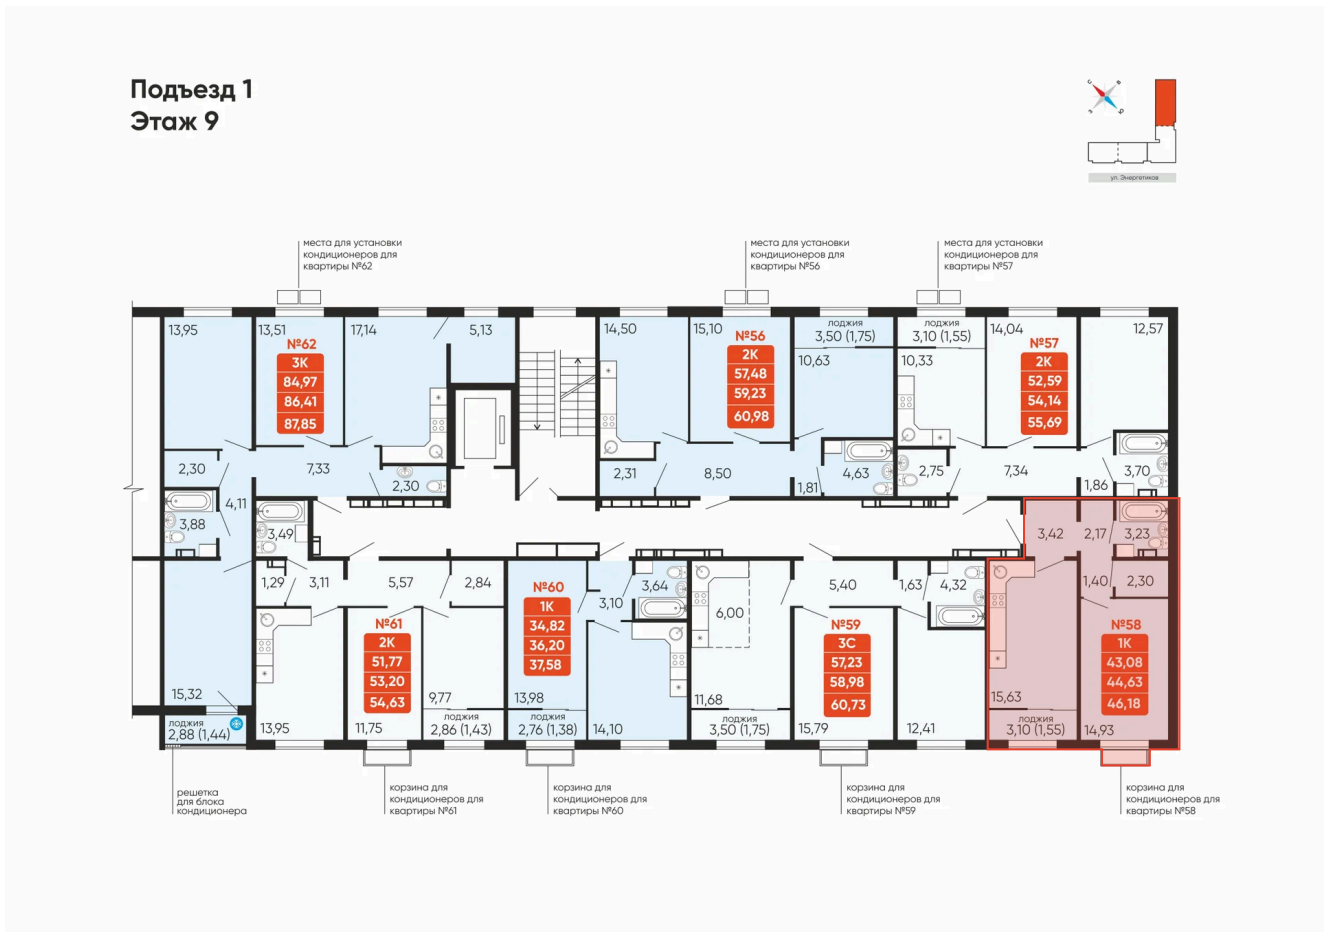 Подъезд 1
Этаж 9
С
В
З
Ю
ул. Энергетиков
места для установки
кондиционеров для
квартиры №62
места для установки
кондиционеров для
квартиры №56
места для установки
кондиционеров для
квартиры №57
13,95
13,51
17,14
5,13
№62
3К
84,97
86,41
87,85
2,30
7,33
2,30
4,11
3,88
15,32
лоджия
2,88 (1,44)
14,50
15,10
№56
2К
57,48
59,23
60,98
лоджия
3,50 (1,75)
10,63
2,31
8,50
1,81
4,63
лоджия
3,10 (1,55)
10,33
14,04
№57
2К
52,59
54,14
55,69
12,57
2,75
7,34
1,86
3,70
3,49
1,29
3,11
5,57
2,84
№61
2К
51,77
53,20
54,63
13,95
11,75
9,77
лоджия
2,86 (1,43)
№60
1К
34,82
36,20
37,58
3,10
3,64
13,98
лоджия
2,76 (1,38)
14,10
6,00
11,68
лоджия
3,50 (1,75)
5,40
1,63
4,32
№59
3С
57,23
58,98
60,73
15,79
12,41
3,42
2,17
3,23
1,40
2,30
№58
1К
43,08
44,63
46,18
15,63
лоджия
3,10 (1,55)
14,93
решетка
для блока
кондиционера
корзина для
кондиционеров для
квартиры №61
корзина для
кондиционеров для
квартиры №60
корзина для
кондиционеров для
квартиры №59
корзина для
кондиционеров для
квартиры №58